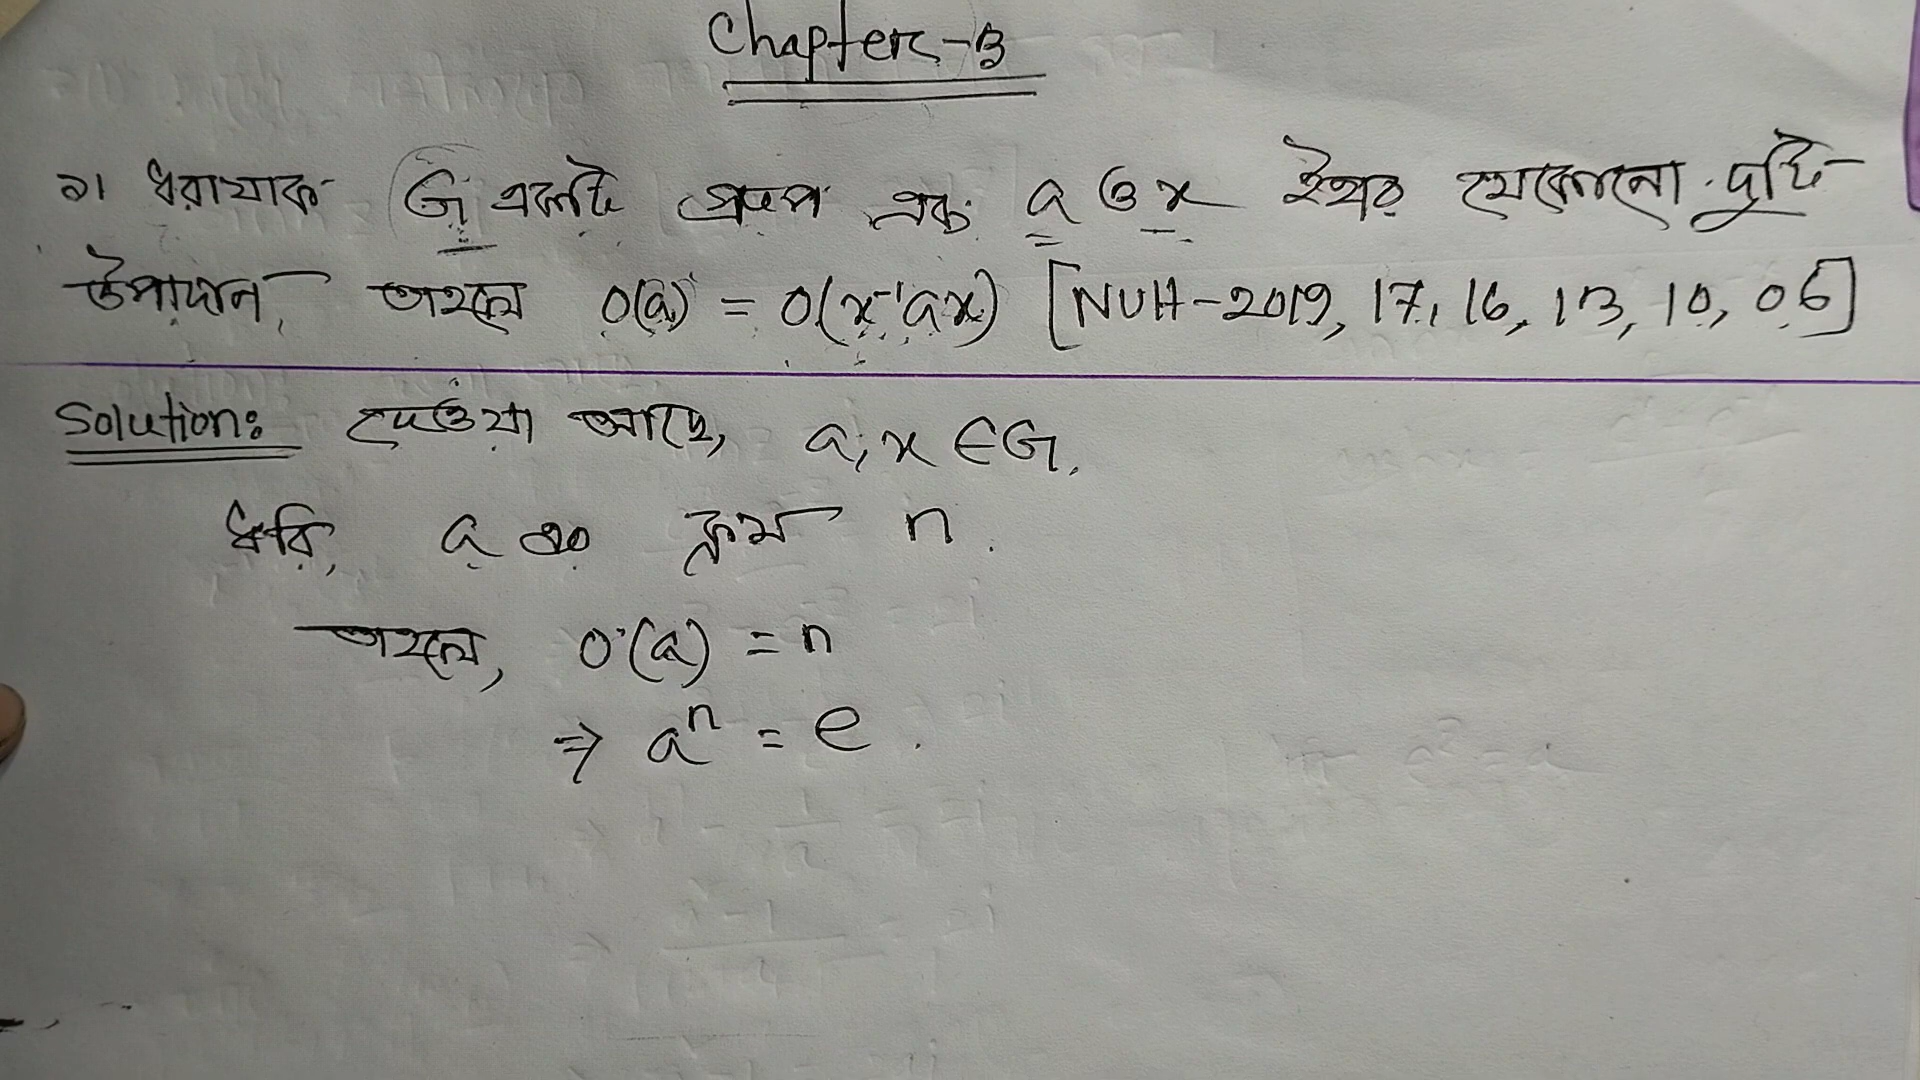 Chapter-3
১। ধরাযাক G একটি গ্রুপ এবং a ও x ইহার যেকোনো দুটি
উপাদান, তাহলে O(a) = O(x⁻¹ax) [NUH-2019, 17, 16, 13, 10, 06]
Solution: দেওয়া আছে, a, x ∈ G.
ধরি, a এর ক্রম n.
তাহলে, O(a) = n
⇒ aⁿ = e.